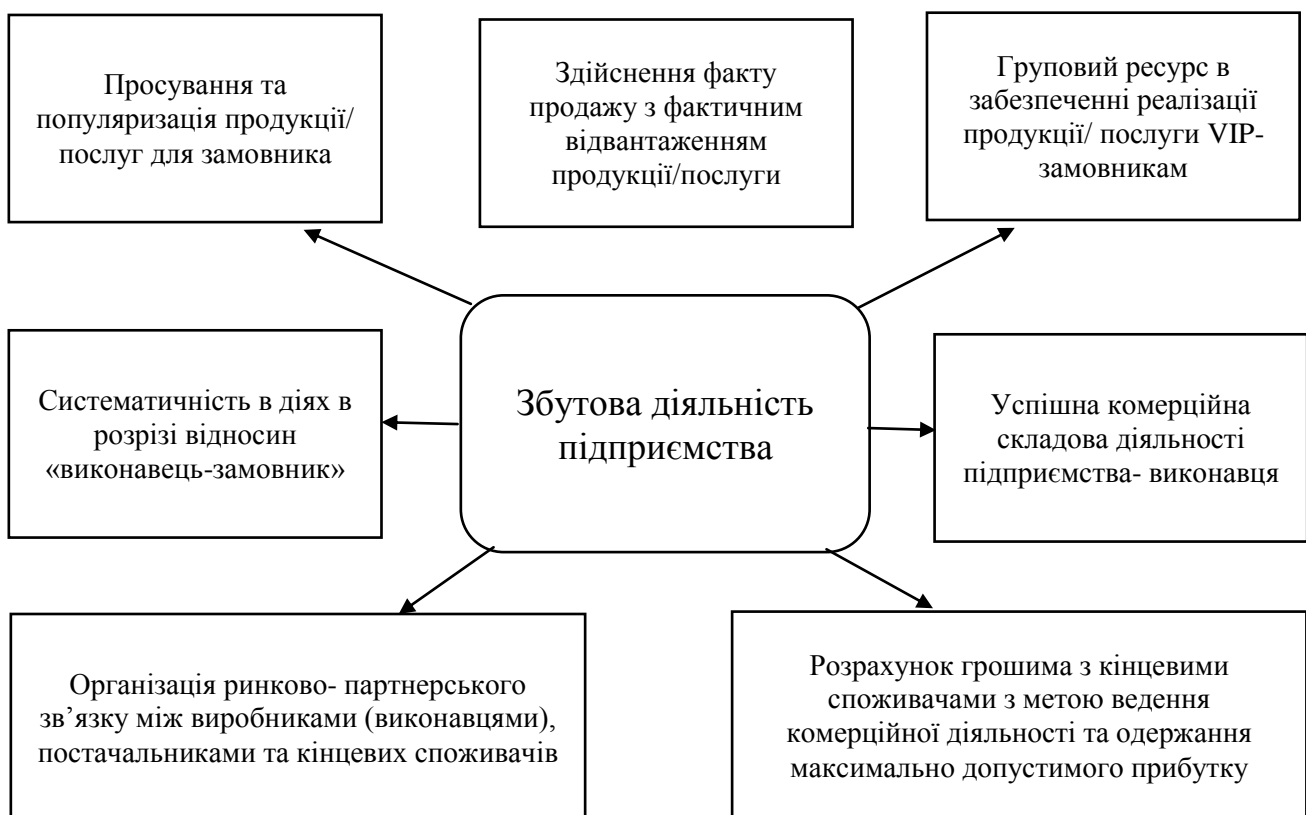 Просування та
популяризація продукції/
послуг для замовника
Здійснення факту
продажу з фактичним
відвантаженням
продукції/послуги
Груповий ресурс в
забезпеченні реалізації
продукції/ послуги VIP-
замовникам
Систематичність в діях в
розрізі відносин
«виконавець-замовник»
Збутова діяльність
підприємства
Успішна комерційна
складова діяльності
підприємства- виконавця
Організація ринково- партнерського
зв’язку між виробниками (виконавцями),
постачальниками та кінцевих споживачів
Розрахунок грошима з кінцевими
споживачами з метою ведення
комерційної діяльності та одержання
максимально допустимого прибутку